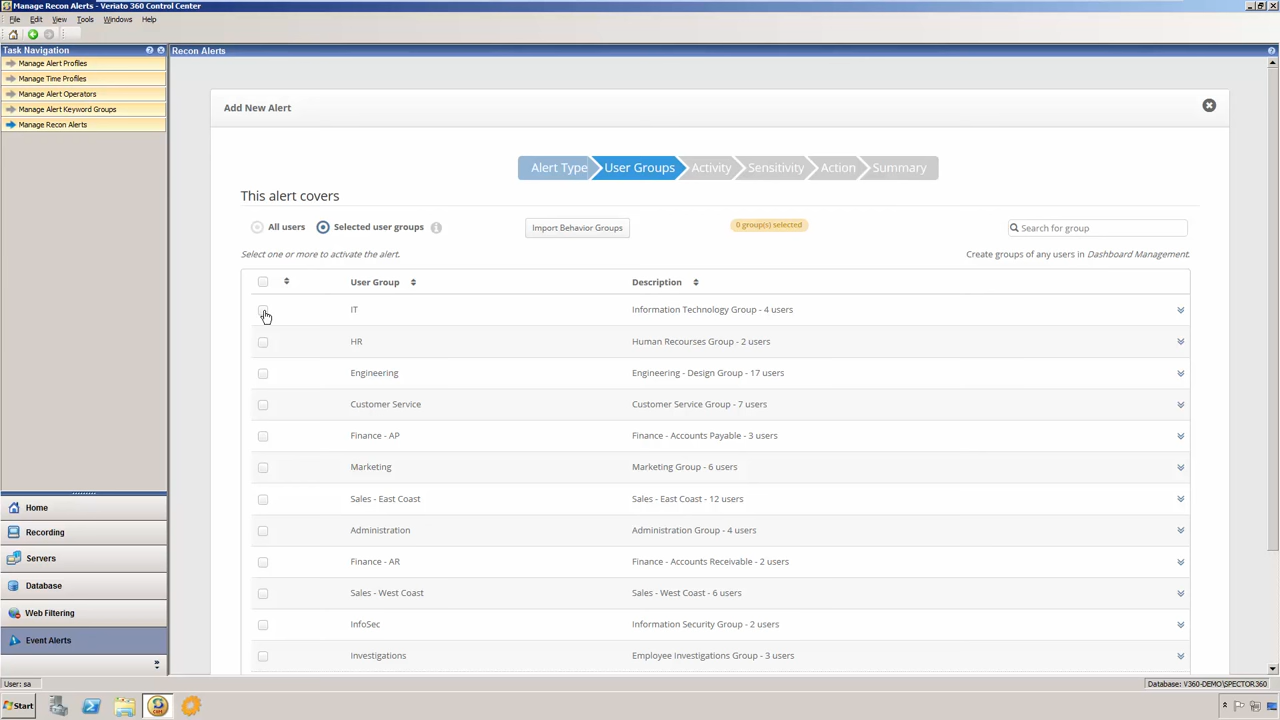 Manage Recon Alerts - Veriato 360 Control Center
File Edit View Tools Windows Help
Task Navigation
Recon Alerts
Manage Alert Profiles
Manage Time Profiles
Manage Alert Operators
Manage Alert Keyword Groups
Manage Recon Alerts
Add New Alert
Alert Type User Groups Activity Sensitivity Action Summary
This alert covers
All users Selected user groups Import Behavior Groups 0 group(s) selected Search for group
Select one or more to activate the alert. Create groups of any users in Dashboard Management.
User Group Description
IT Information Technology Group - 4 users
HR Human Recourses Group - 2 users
Engineering Engineering - Design Group - 17 users
Customer Service Customer Service Group - 7 users
Finance - AP Finance - Accounts Payable - 3 users
Marketing Marketing Group - 6 users
Sales - East Coast Sales - East Coast - 12 users
Administration Administration Group - 4 users
Finance - AR Finance - Accounts Receivable - 2 users
Sales - West Coast Sales - West Coast - 6 users
InfoSec Information Security Group - 2 users
Investigations Employee Investigations Group - 3 users
Home
Recording
Servers
Database
Web Filtering
Event Alerts
User: sa Database: V360-DEMO\SPECTOR360
Start